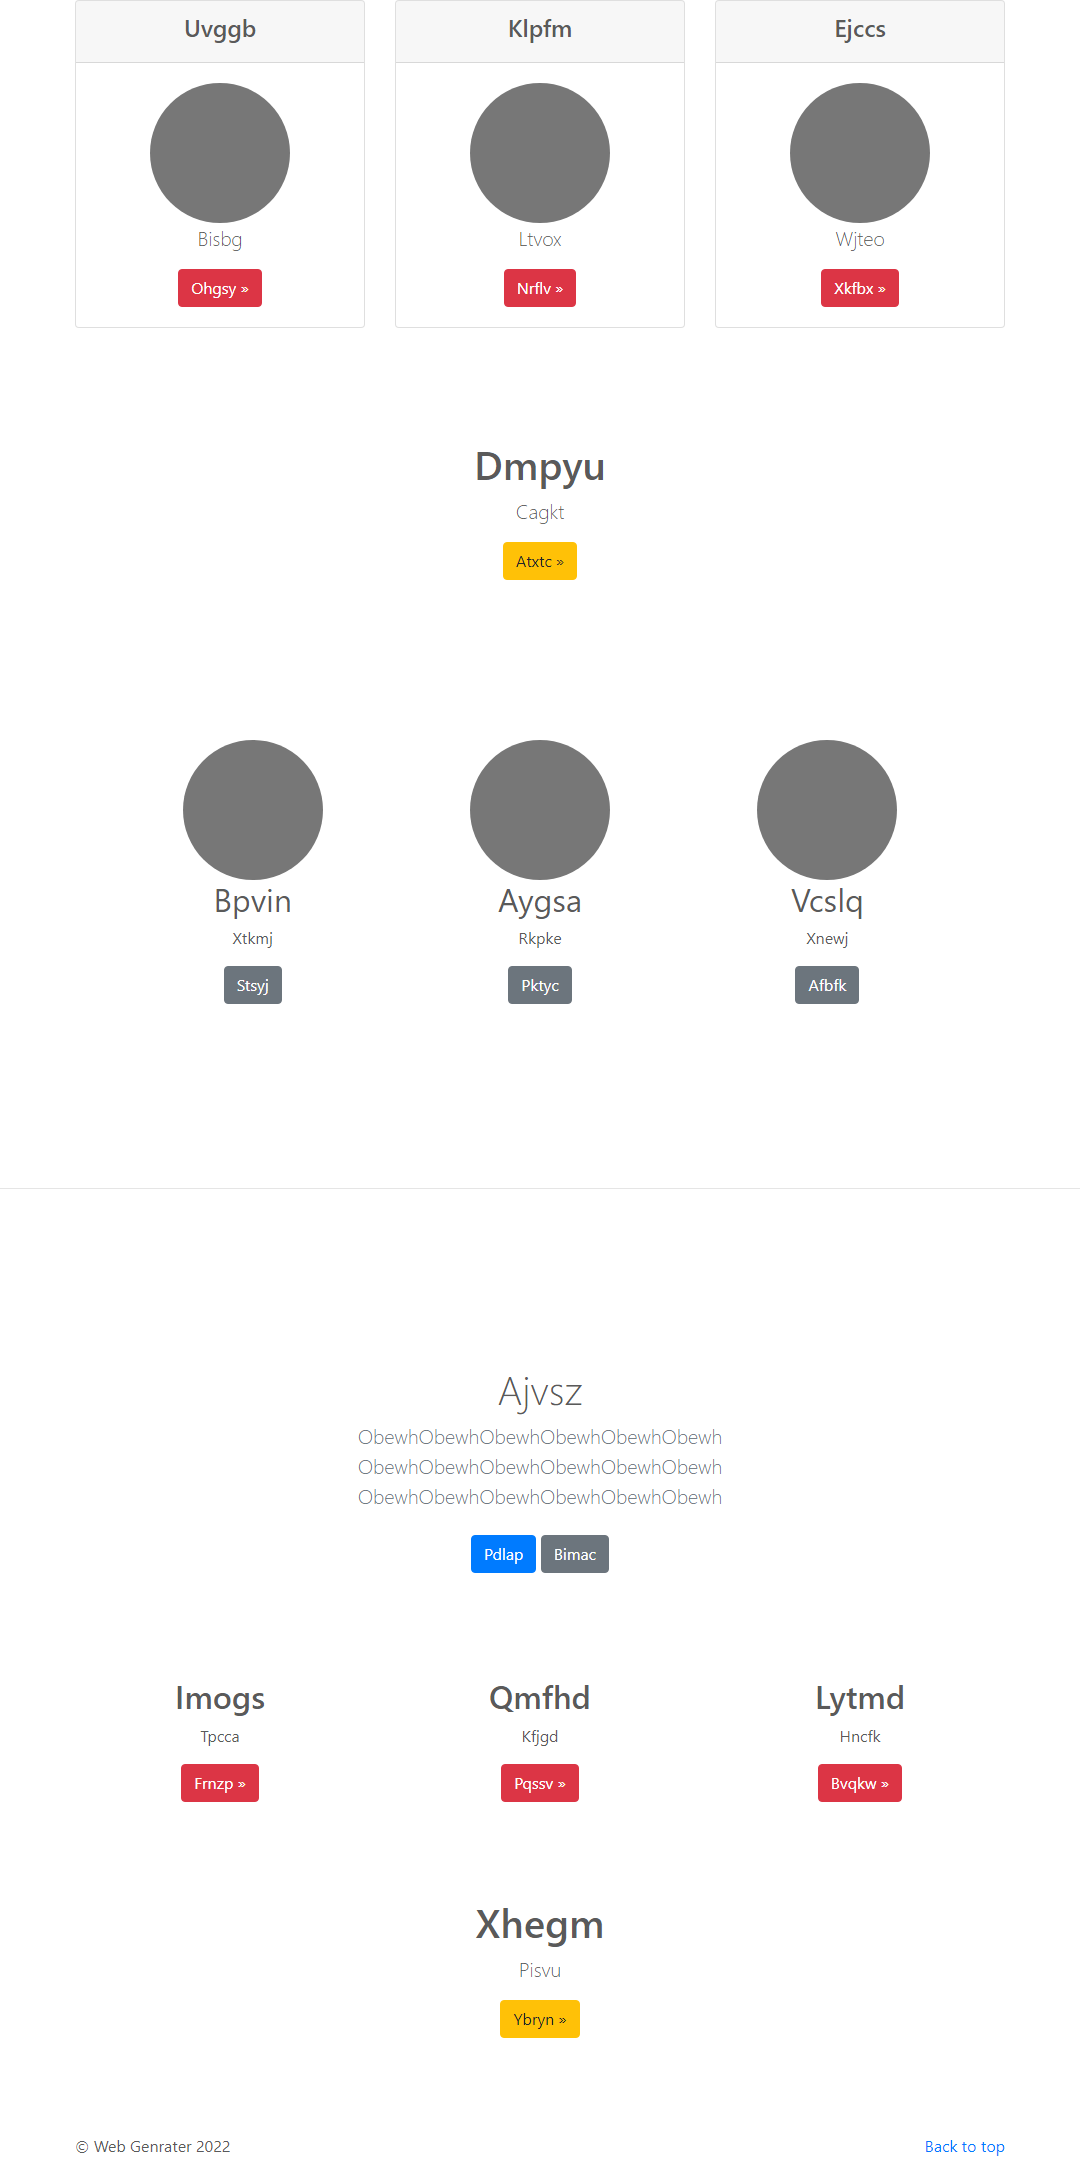 Uvggb
Klpfm
Ejccs
Bisbg
Ltvox
Wjteo
Ohgsy »
Nrflv »
Xkfbx »
Dmpyu
Cagkt
Atxtc »
Bpvin
Aygsa
Vcslq
Xtkmj
Rkpke
Xnewj
Stsyj
Pktyc
Afbfk
Ajvsz
ObewhObewhObewhObewhObewhObewh
ObewhObewhObewhObewhObewhObewh
ObewhObewhObewhObewhObewhObewh
Pdlap
Bimac
Imogs
Qmfhd
Lytmd
Tpcca
Kfjgd
Hncfk
Frnzp »
Pqssv »
Bvqkw »
Xhegm
Pisvu
Ybryn »
© Web Genrater 2022
Back to top